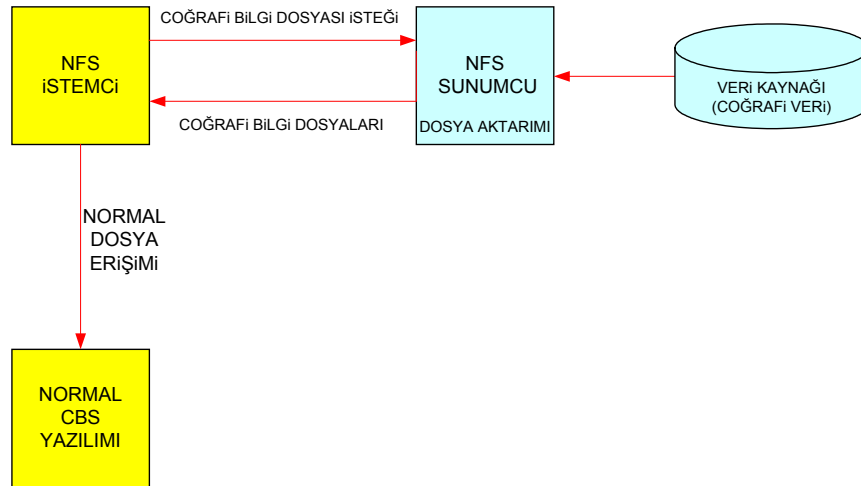 COĞRAFi BiLGi DOSYASI iSTEĞi
NFS
iSTEMCi
NFS
SUNUMCU
DOSYA AKTARIMI
VERi KAYNAĞI
(COĞRAFi VERi)
COĞRAFi BiLGi DOSYALARI
NORMAL
DOSYA
ERiŞiMi
NORMAL
CBS
YAZILIMI